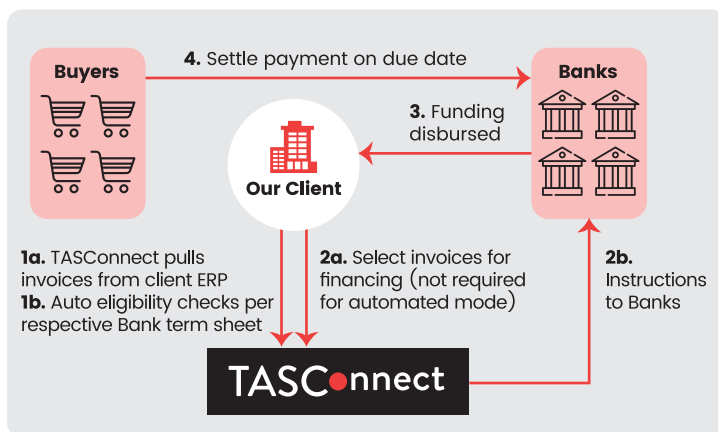 Buyers
4. Settle payment on due date
Banks
3. Funding
disbursed
Our Client
1a. TASConnect pulls
invoices from client ERP
1b. Auto eligibility checks per
respective Bank term sheet
2a. Select invoices for
financing (not required
for automated mode)
2b.
Instructions
to Banks
TASConnect